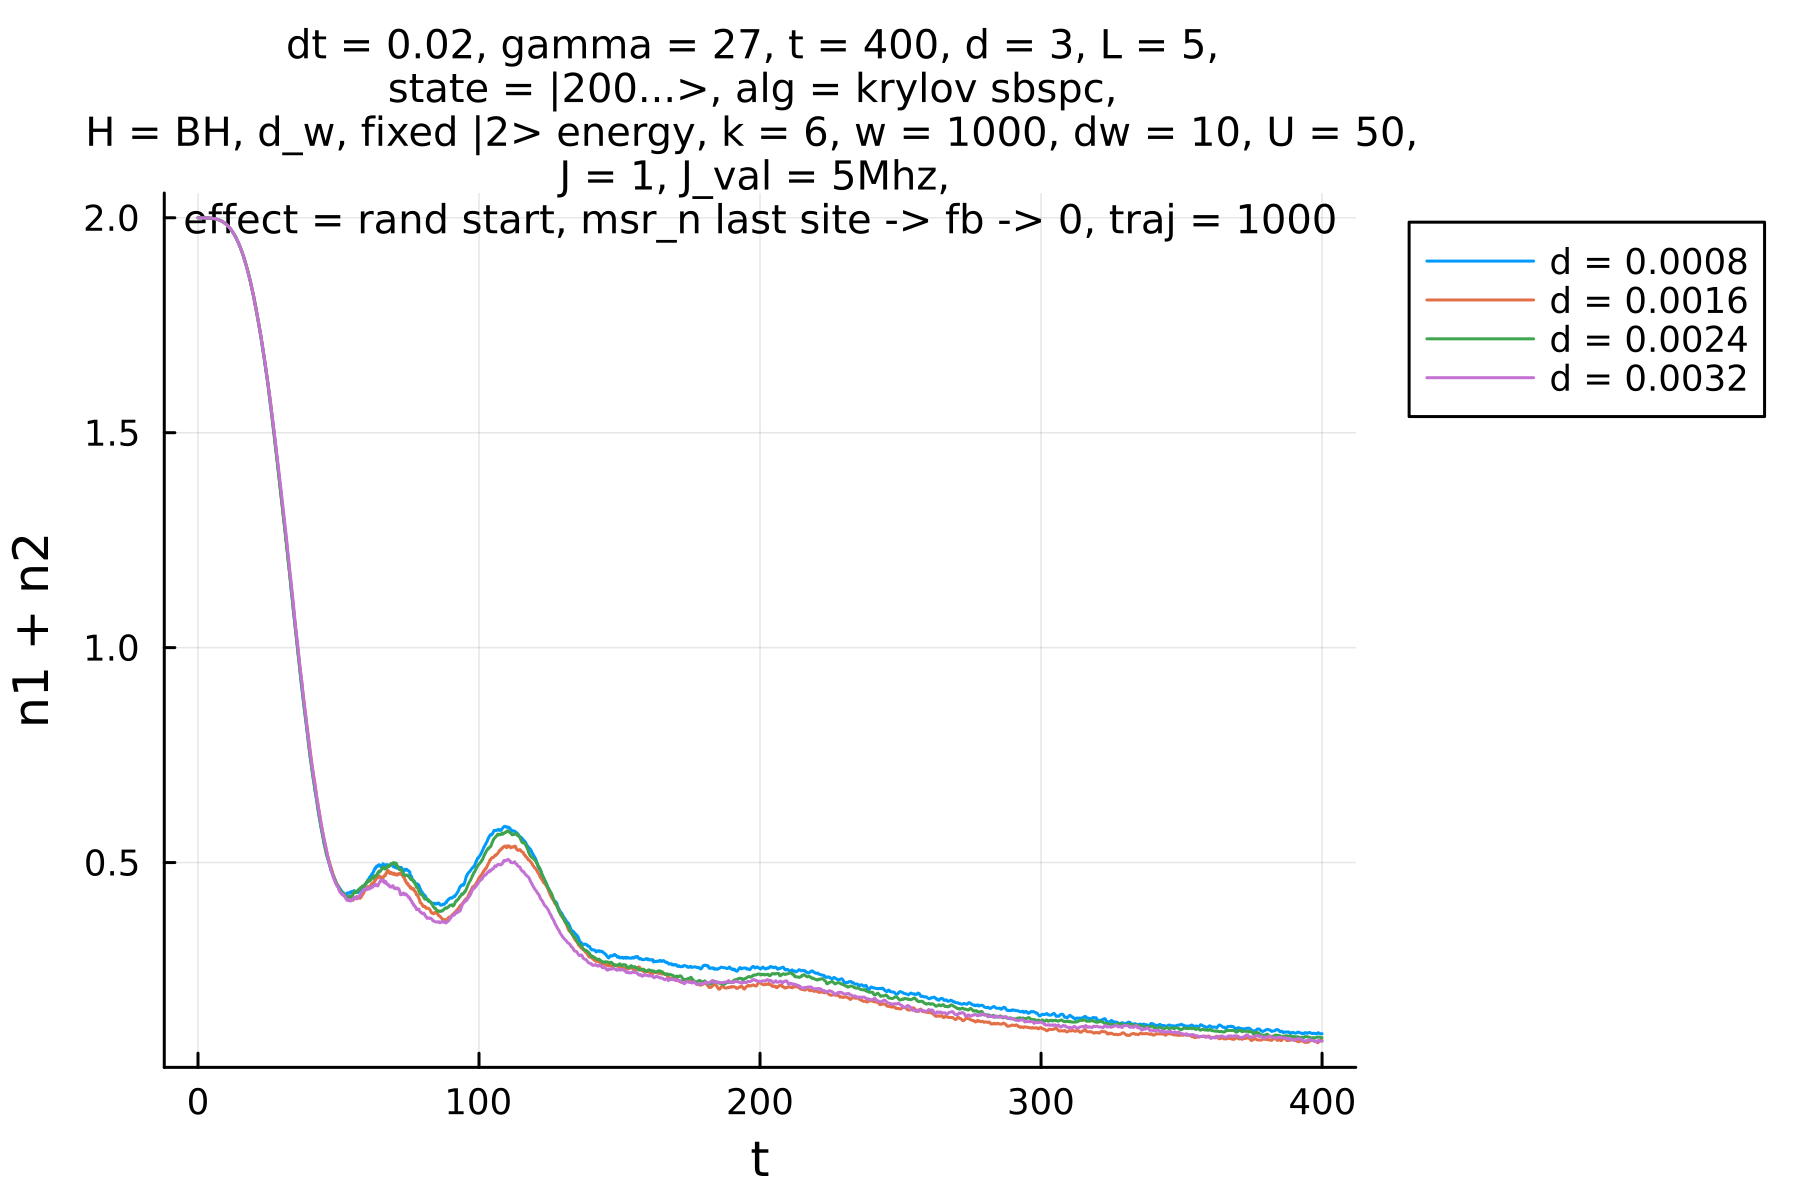 dt = 0.02, gamma = 27, t = 400, d = 3, L = 5,
state = |200...>, alg = krylov sbspc,
H = BH, d_w, fixed |2> energy, k = 6, w = 1000, dw = 10, U = 50,
J = 1, J_val = 5Mhz,
effect = rand start, msr_n last site -> fb -> 0, traj = 1000
2.0
1.5
1.0
0.5
n1 + n2
0 100 200 300 400
t
d = 0.0008
d = 0.0016
d = 0.0024
d = 0.0032